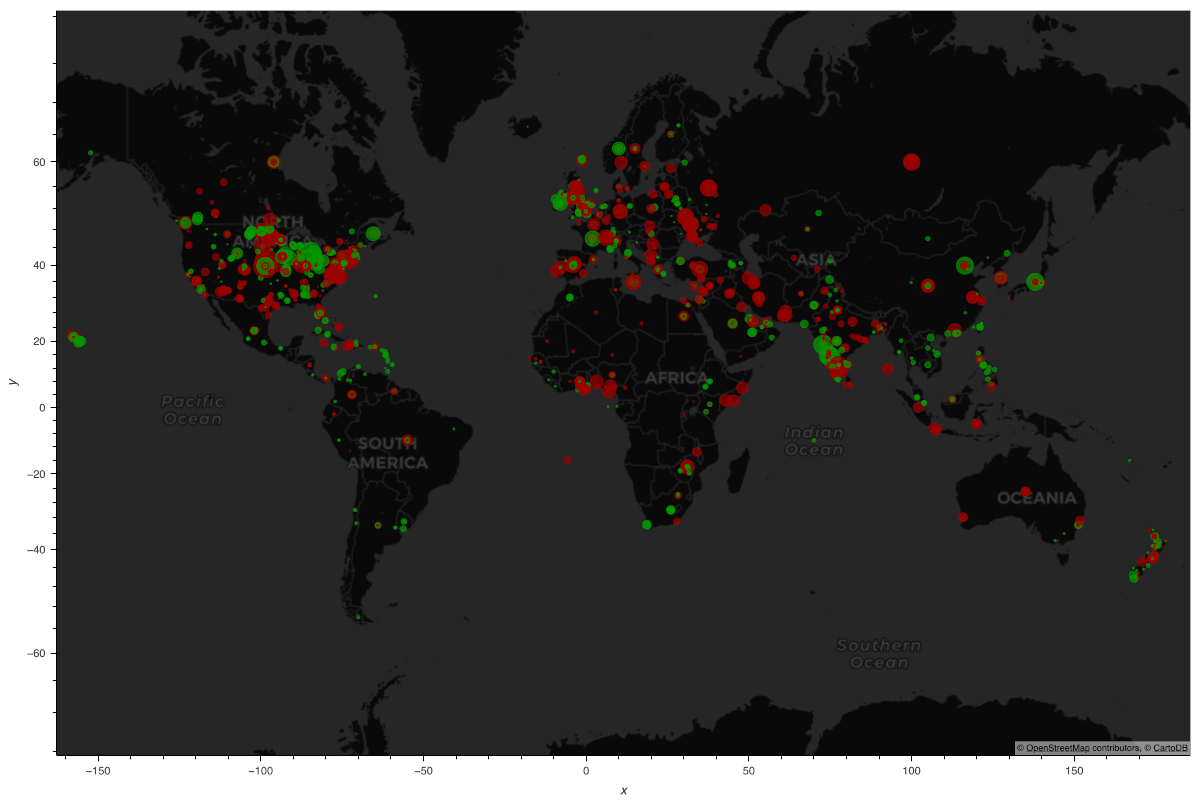 NORTH
AMERICA
ASIA
AFRICA
Pacific
Ocean
Indian
Ocean
SOUTH
AMERICA
OCEANIA
Southern
Ocean
© OpenStreetMap contributors, © CartoDB
60
40
20
0
−20
−40
−60
y
−150
−100
−50
0
50
100
150
x